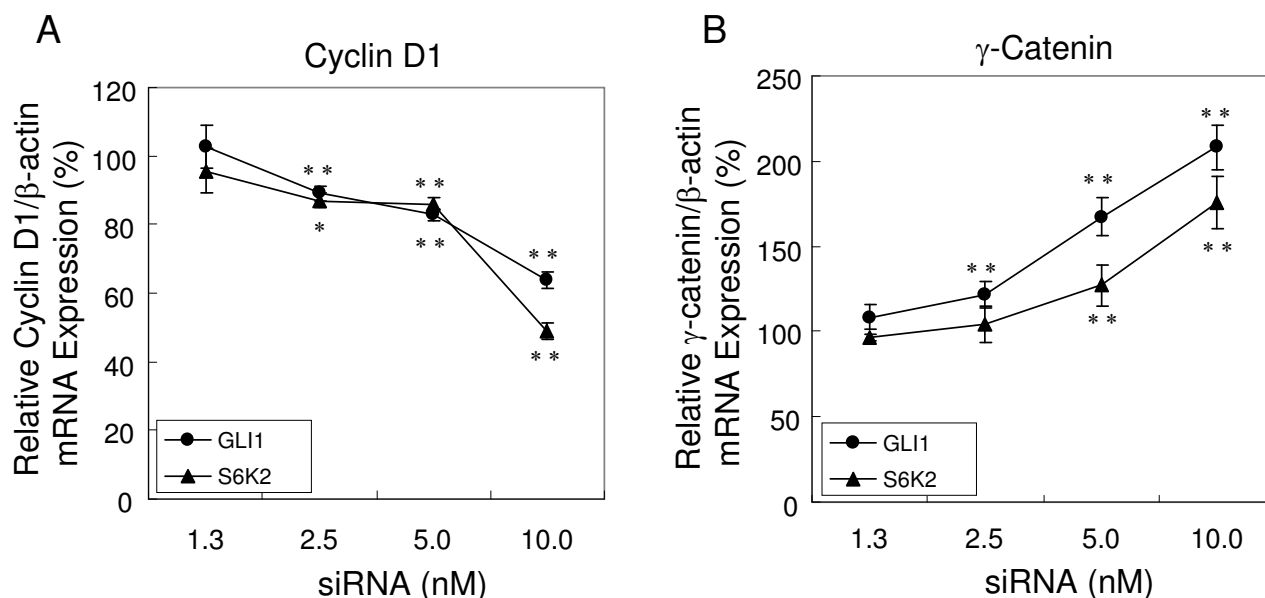 A
Cyclin D1
Relative Cyclin D1/β-actin
mRNA Expression (%)
120
100
80
60
40
20
0
**
*
**
**
**
**
GLI1
S6K2
1.3 2.5 5.0 10.0
siRNA (nM)
B
γ-Catenin
Relative γ-catenin/β-actin
mRNA Expression (%)
250
200
150
100
50
0
**
**
**
**
**
GLI1
S6K2
1.3 2.5 5.0 10.0
siRNA (nM)